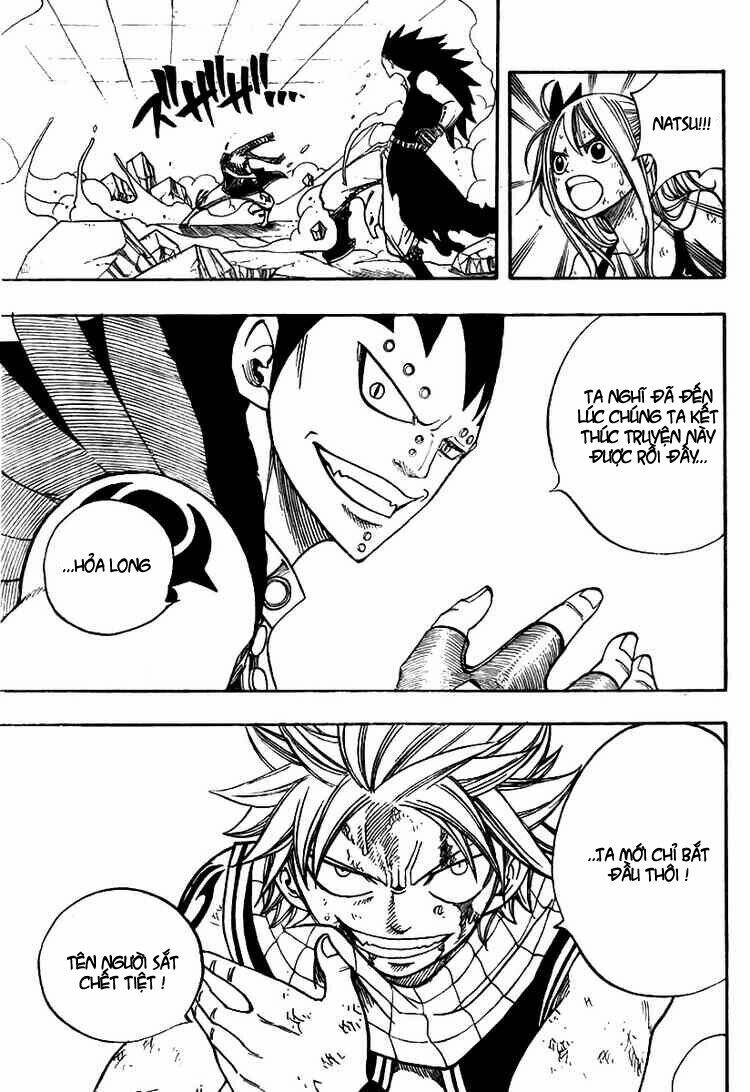 NATSU!!!
ズザザザ...
TA NGHĨ ĐÃ ĐẾN
LÚC CHÚNG TA KẾT
THÚC TRUYỆN NÀY
ĐƯỢC RỒI ĐẤY...
...HỎA LONG
..TA MỚI CHỈ BẮT
ĐẦU THÔI !
TÊN NGƯỜI SẮT
CHẾT TIỆT !